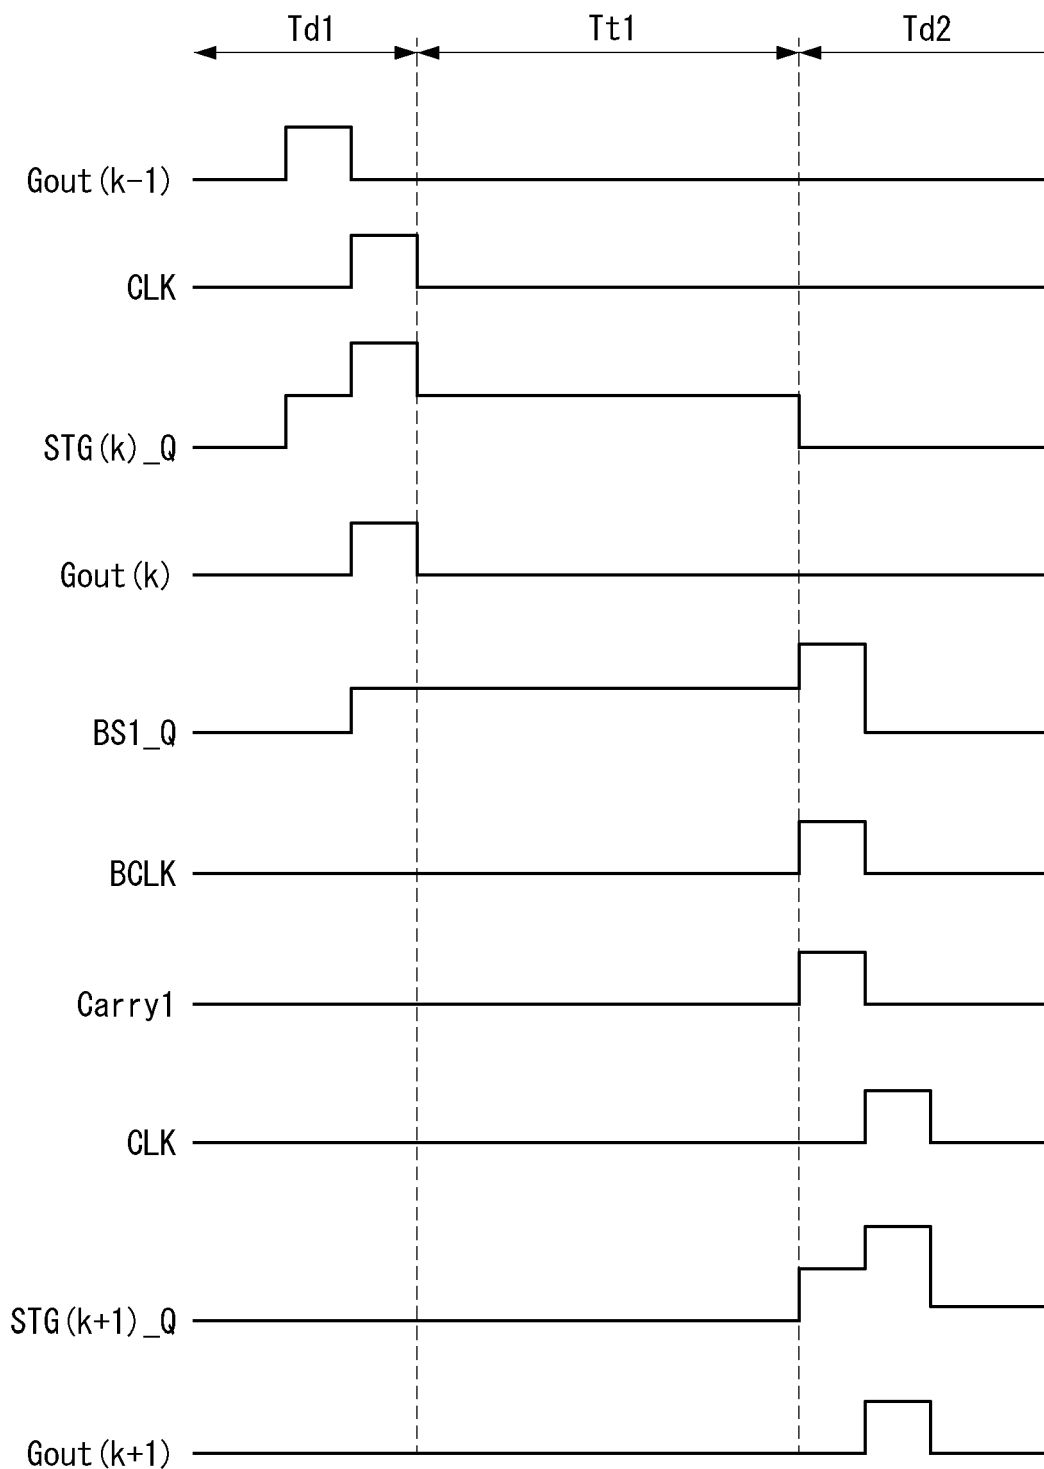 Td1 Tt1 Td2
Gout(k-1)
CLK
STG(k)_Q
Gout(k)
BS1_Q
BCLK
Carry1
CLK
STG(k+1)_Q
Gout(k+1)